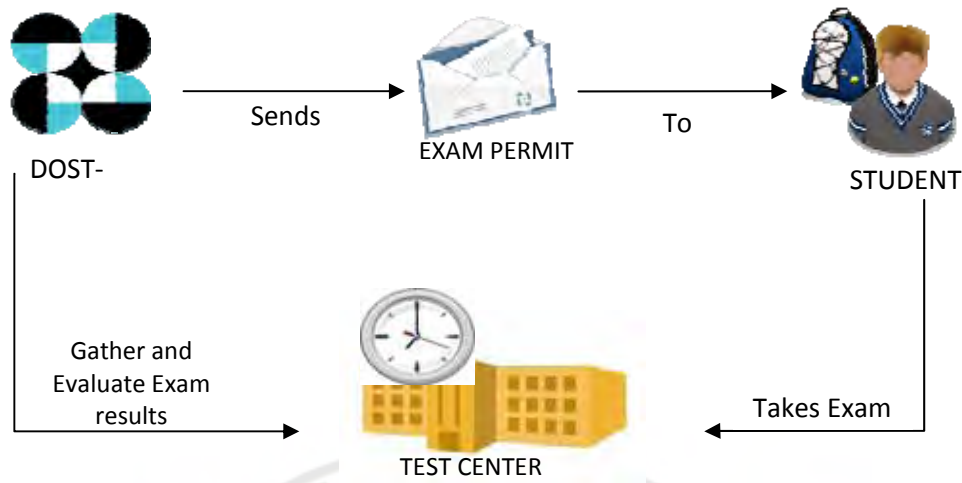 Sends
To
EXAM PERMIT
DOST-
STUDENT
Gather and
Evaluate Exam
results
Takes Exam
TEST CENTER